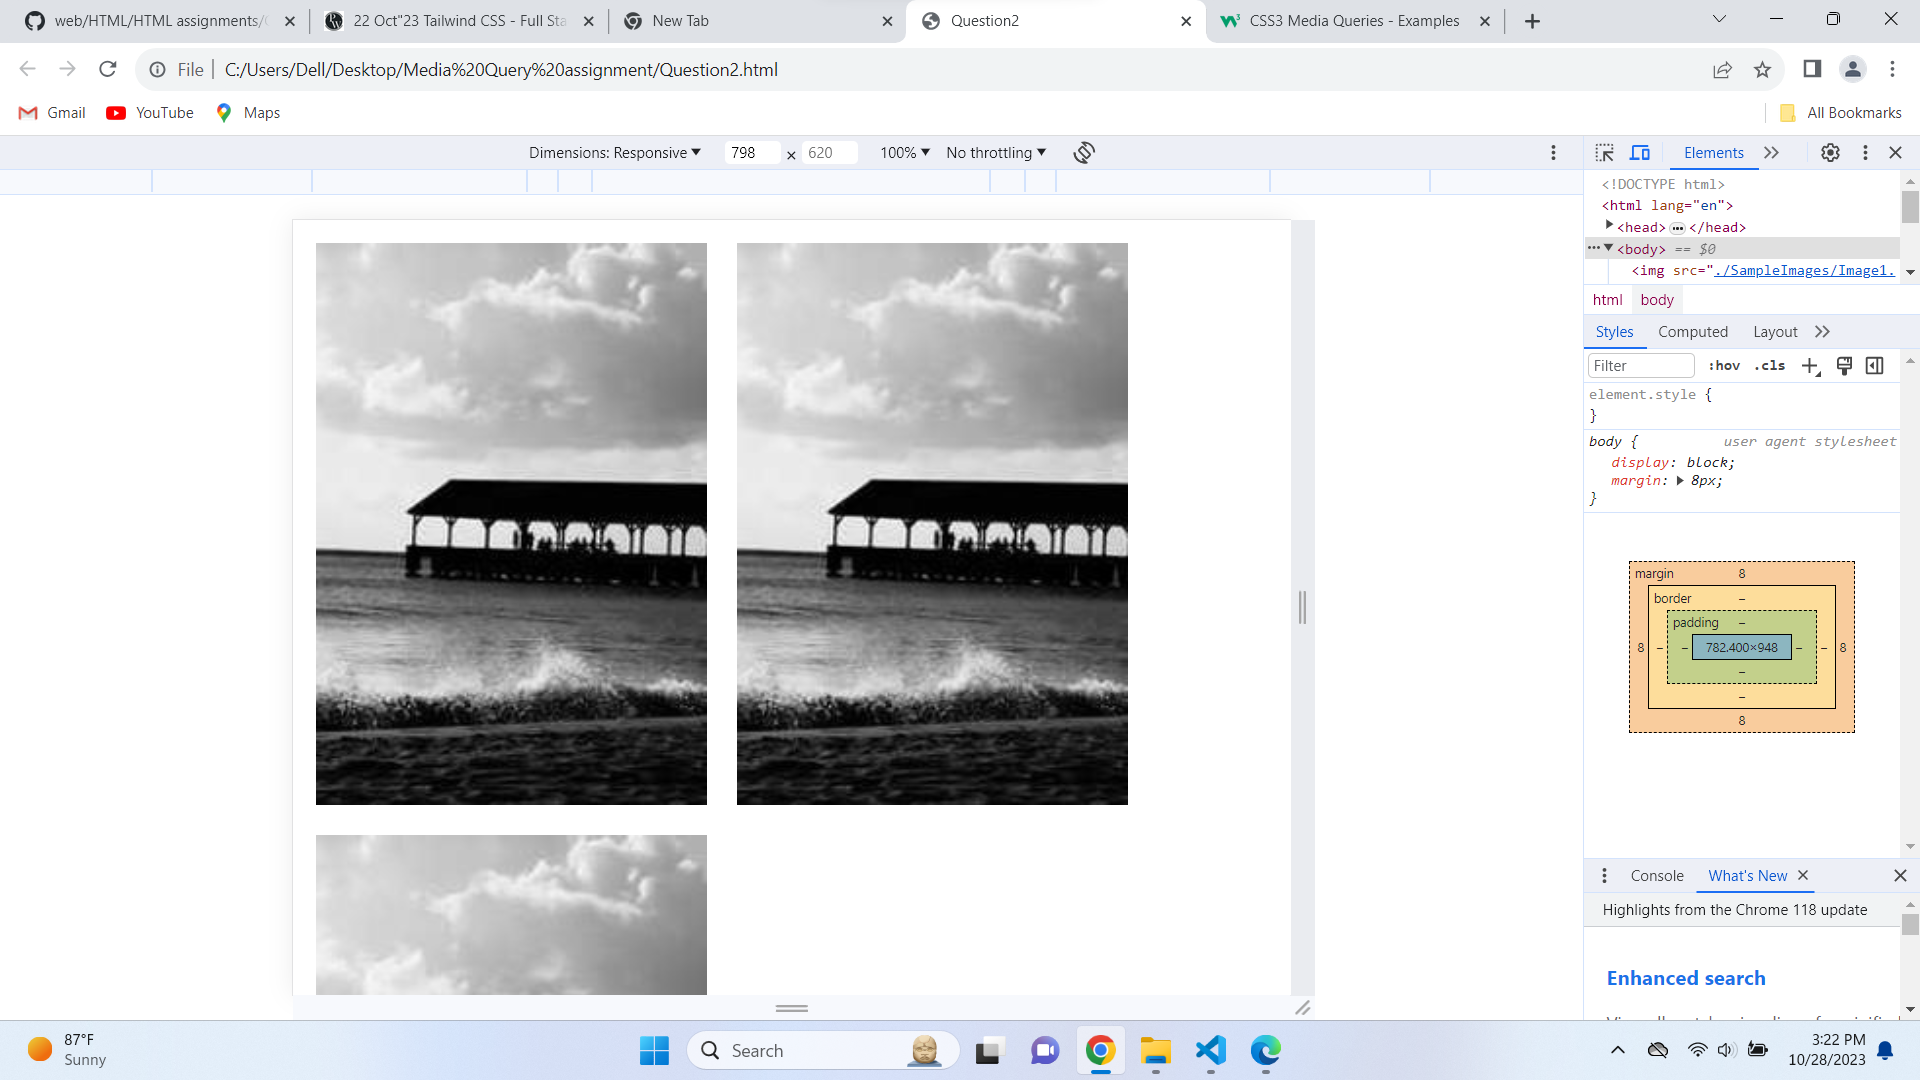 web/HTML/HTML assignments/
22 Oct"23 Tailwind CSS - Full Sta
New Tab
Question2
CSS3 Media Queries - Examples
File
C:/Users/Dell/Desktop/Media%20Query%20assignment/Question2.html
Gmail
YouTube
Maps
All Bookmarks
Dimensions: Responsive
798
×
620
100%
No throttling
Elements
<!DOCTYPE html>
<html lang="en">
<head> ••• </head>
••• <body> == $0
<img src="./SampleImages/Image1.
html body
Styles Computed Layout
Filter
:hov .cls
element.style {
}
body { user agent stylesheet
display: block;
margin: 8px;
}
margin 8
border –
padding –
8 – – 782.400×948 – – 8
–
–
8
Console
What's New
Highlights from the Chrome 118 update
Enhanced search
87°F
Sunny
Search
3:22 PM
10/28/2023